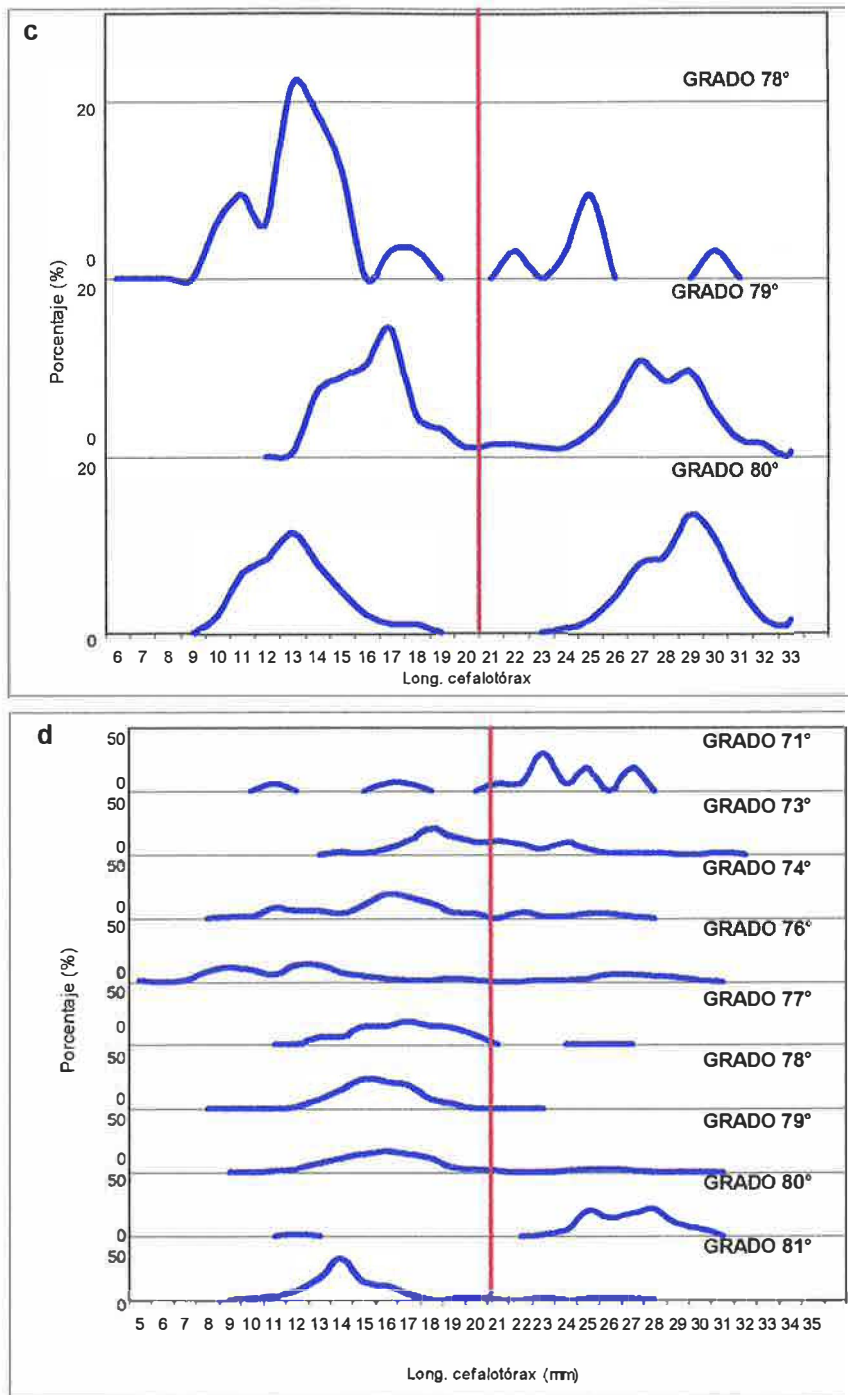 c
GRADO 78°
20
0
GRADO 79°
20
0
GRADO 80°
20
0
Porcentaje (%)
6 7 8 9 10 11 12 13 14 15 16 17 18 19 20 21 22 23 24 25 26 27 28 29 30 31 32 33
Long. cefalotórax
d
50
GRADO 71°
0
50
GRADO 73°
0
50
GRADO 74°
0
50
GRADO 76°
0
50
GRADO 77°
0
50
GRADO 78°
0
50
GRADO 79°
0
50
GRADO 80°
0
50
GRADO 81°
0
Porcentaje (%)
5 6 7 8 9 10 11 12 13 14 15 16 17 18 19 20 21 22 23 24 25 26 27 28 29 30 31 32 33 34 35
Long. cefalotórax (mm)